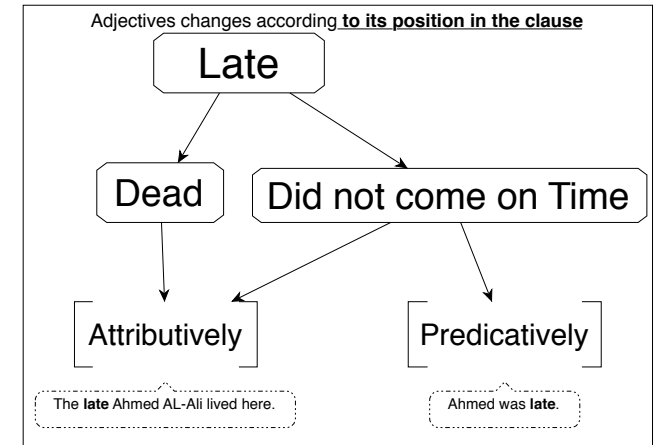 Adjectives changes according to its position in the clause
Late
Dead
Did not come on Time
Attributively
Predicatively
The late Ahmed AL-Ali lived here.
Ahmed was late.